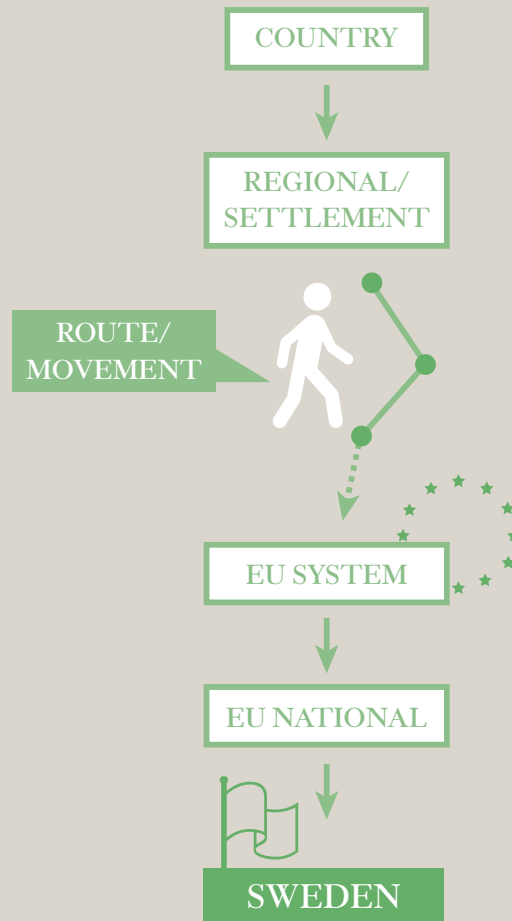 COUNTRY
REGIONAL/
SETTLEMENT
ROUTE/
MOVEMENT
EU SYSTEM
EU NATIONAL
SWEDEN